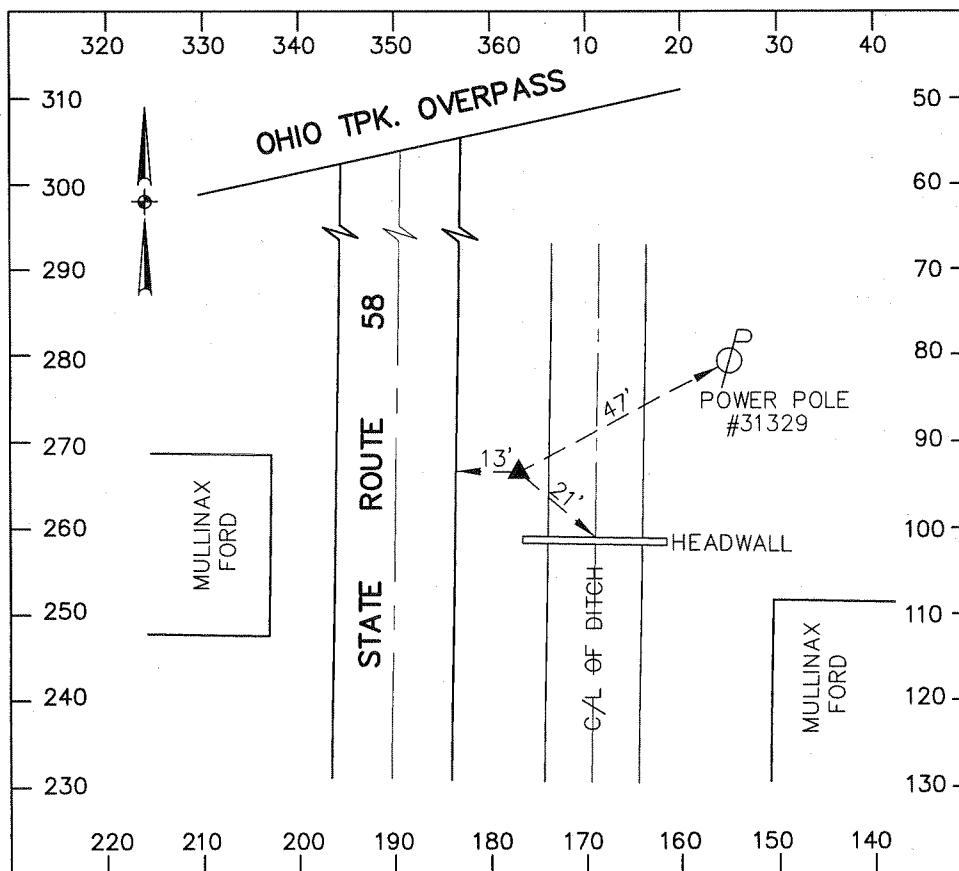 320 330 340 350 360 10 20 30 40
OHIO TPK. OVERPASS
310
300
290
280
270
260
250
240
230
50
60
70
80
90
100
110
120
130
STATE ROUTE 58
47'
POWER POLE
#31329
13'
21'
HEADWALL
MULLINAX
FORD
C/L OF DITCH
MULLINAX
FORD
220 210 200 190 180 170 160 150 140